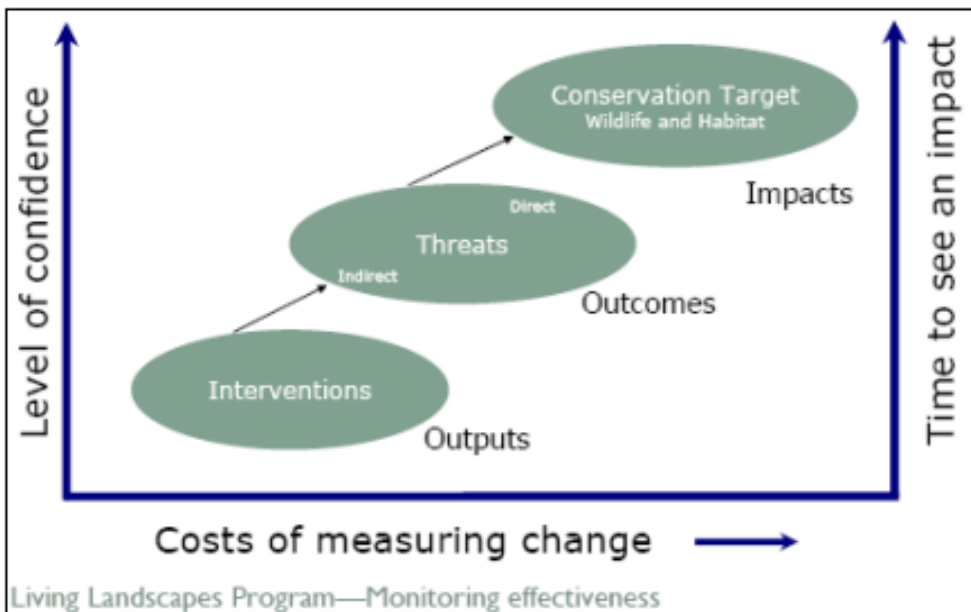 Level of confidence
Time to see an impact
Conservation Target
Wildlife and Habitat
Impacts
Direct
Threats
Indirect
Outcomes
Interventions
Outputs
Costs of measuring change
Living Landscapes Program—Monitoring effectiveness